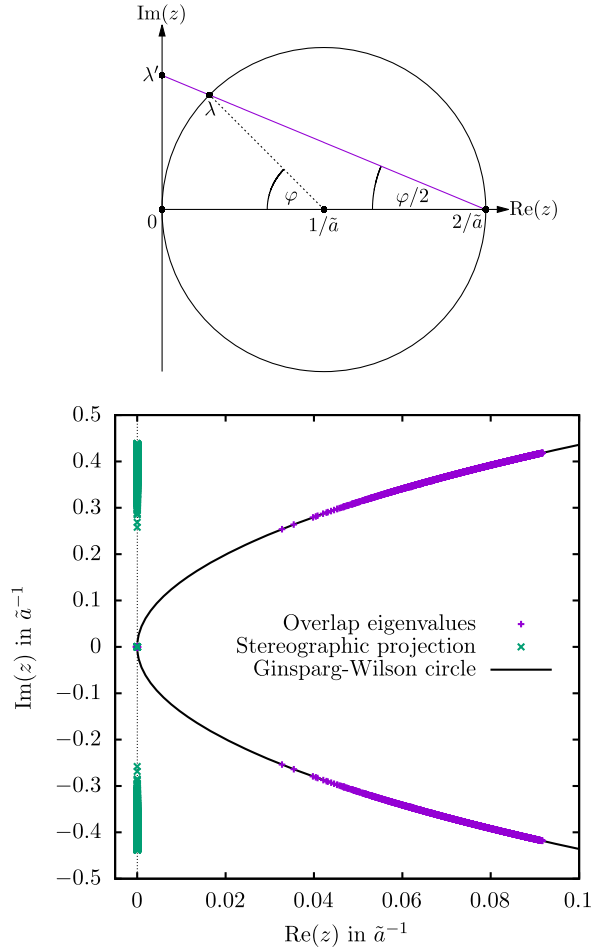 Im(z)
λ′
λ
φ
φ/2
0
1/ã
2/ã
Re(z)
0.5
0.4
0.3
0.2
0.1
0
−0.1
−0.2
−0.3
−0.4
−0.5
Im(z) in ã⁻¹
Overlap eigenvalues
Stereographic projection
Ginsparg-Wilson circle
0 0.02 0.04 0.06 0.08 0.1
Re(z) in ã⁻¹